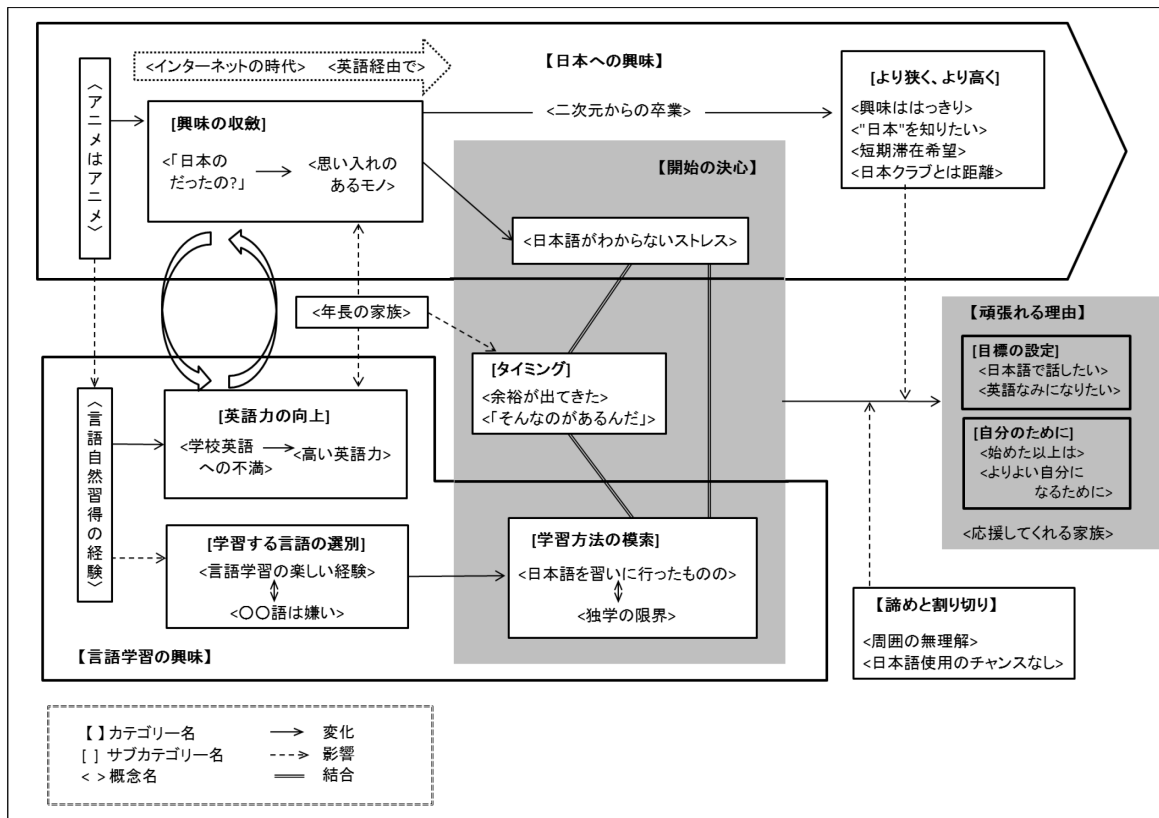 <インターネットの時代> <英語経由で>
【日本への興味】
〈アニメはアニメ〉
[興味の収斂]
<「日本の
だったの?」
<思い入れの
あるモノ>
<二次元からの卒業>
[より狭く、より高く]
<興味ははっきり>
<"日本"を知りたい>
<短期滞在希望>
<日本クラブとは距離>
【開始の決心】
<日本語がわからないストレス>
<年長の家族>
[タイミング]
<余裕が出てきた>
<「そんなのがあるんだ」>
【頑張れる理由】
[目標の設定]
<日本語で話したい>
<英語なみになりたい>
[自分のために]
<始めた以上は>
<よりよい自分に
なるために>
<応援してくれる家族>
〈言語自然習得の経験〉
[英語力の向上]
<学校英語
への不満>
<高い英語力>
[学習する言語の選別]
<言語学習の楽しい経験>
<〇〇語は嫌い>
[学習方法の模索]
<日本語を習いに行ったものの>
<独学の限界>
【諦めと割り切り】
<周囲の無理解>
<日本語使用のチャンスなし>
【言語学習の興味】
【 】カテゴリー名
変化
[ ] サブカテゴリー名
影響
< >概念名
結合